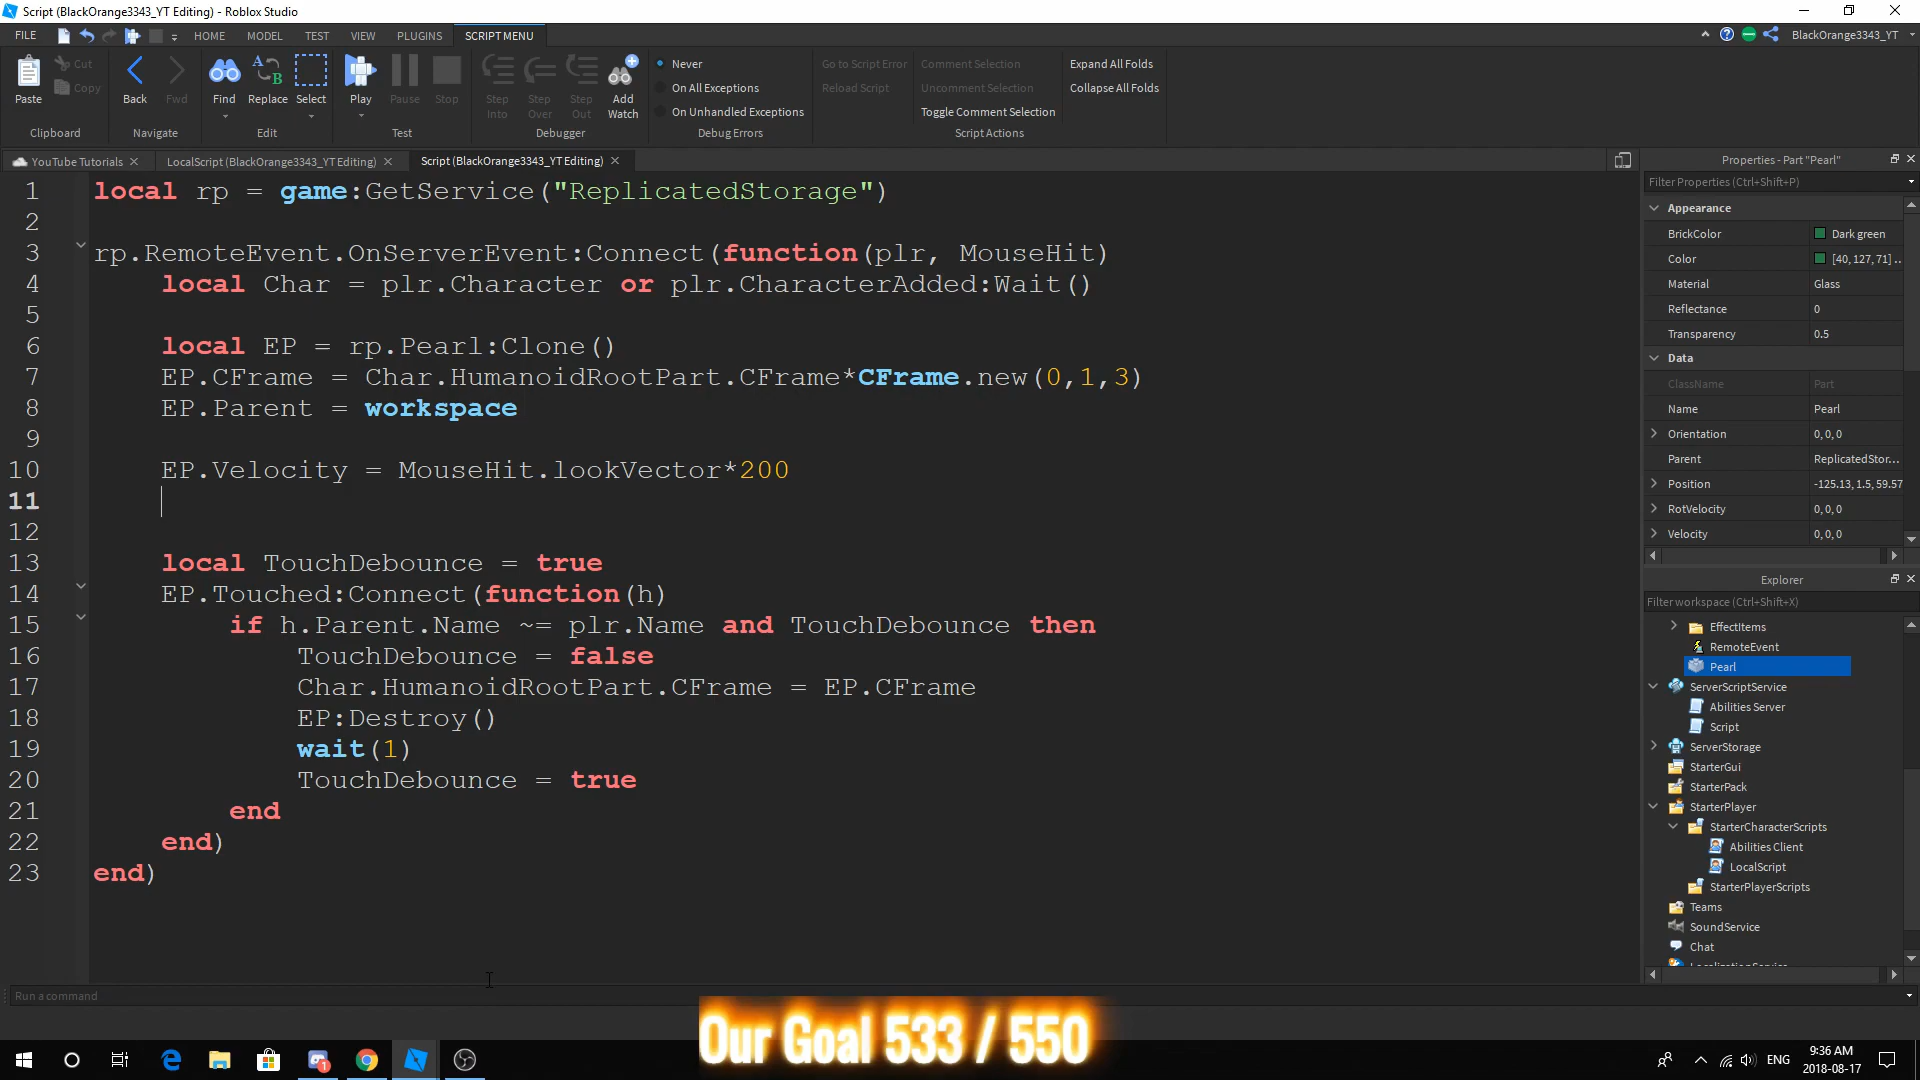 Script (BlackOrange3343_YT Editing) - Roblox Studio
FILE HOME MODEL TEST VIEW PLUGINS SCRIPT MENU BlackOrange3343_YT
Paste Cut Copy Back Fwd Find Replace Select Play Pause Stop Step Into Step Over Step Out Add Watch
Never
On All Exceptions
On Unhandled Exceptions
Go to Script Error
Reload Script
Comment Selection
Uncomment Selection
Toggle Comment Selection
Expand All Folds
Collapse All Folds
Clipboard Navigate Edit Test Debugger Debug Errors Script Actions
YouTube Tutorials LocalScript (BlackOrange3343_YT Editing) Script (BlackOrange3343_YT Editing)
1 local rp = game:GetService("ReplicatedStorage")
2
3 rp.RemoteEvent.OnServerEvent:Connect(function(plr, MouseHit)
4 local Char = plr.Character or plr.CharacterAdded:Wait()
5
6 local EP = rp.Pearl:Clone()
7 EP.CFrame = Char.HumanoidRootPart.CFrame*CFrame.new(0,1,3)
8 EP.Parent = workspace
9
10 EP.Velocity = MouseHit.lookVector*200
11
12
13 local TouchDebounce = true
14 EP.Touched:Connect(function(h)
15 if h.Parent.Name ~= plr.Name and TouchDebounce then
16 TouchDebounce = false
17 Char.HumanoidRootPart.CFrame = EP.CFrame
18 EP:Destroy()
19 wait(1)
20 TouchDebounce = true
21 end
22 end)
23 end)
Properties - Part "Pearl"
Filter Properties (Ctrl+Shift+P)
Appearance
BrickColor Dark green
Color [40, 127, 71] ..
Material Glass
Reflectance 0
Transparency 0.5
Data
ClassName Part
Name Pearl
Orientation 0, 0, 0
Parent ReplicatedStor...
Position -125.13, 1.5, 59.57
RotVelocity 0, 0, 0
Velocity 0, 0, 0
Explorer
Filter workspace (Ctrl+Shift+X)
EffectItems
RemoteEvent
Pearl
ServerScriptService
Abilities Server
Script
ServerStorage
StarterGui
StarterPack
StarterPlayer
StarterCharacterScripts
Abilities Client
LocalScript
StarterPlayerScripts
Teams
SoundService
Chat
Run a command
Our Goal 533 / 550
ENG
9:36 AM
2018-08-17